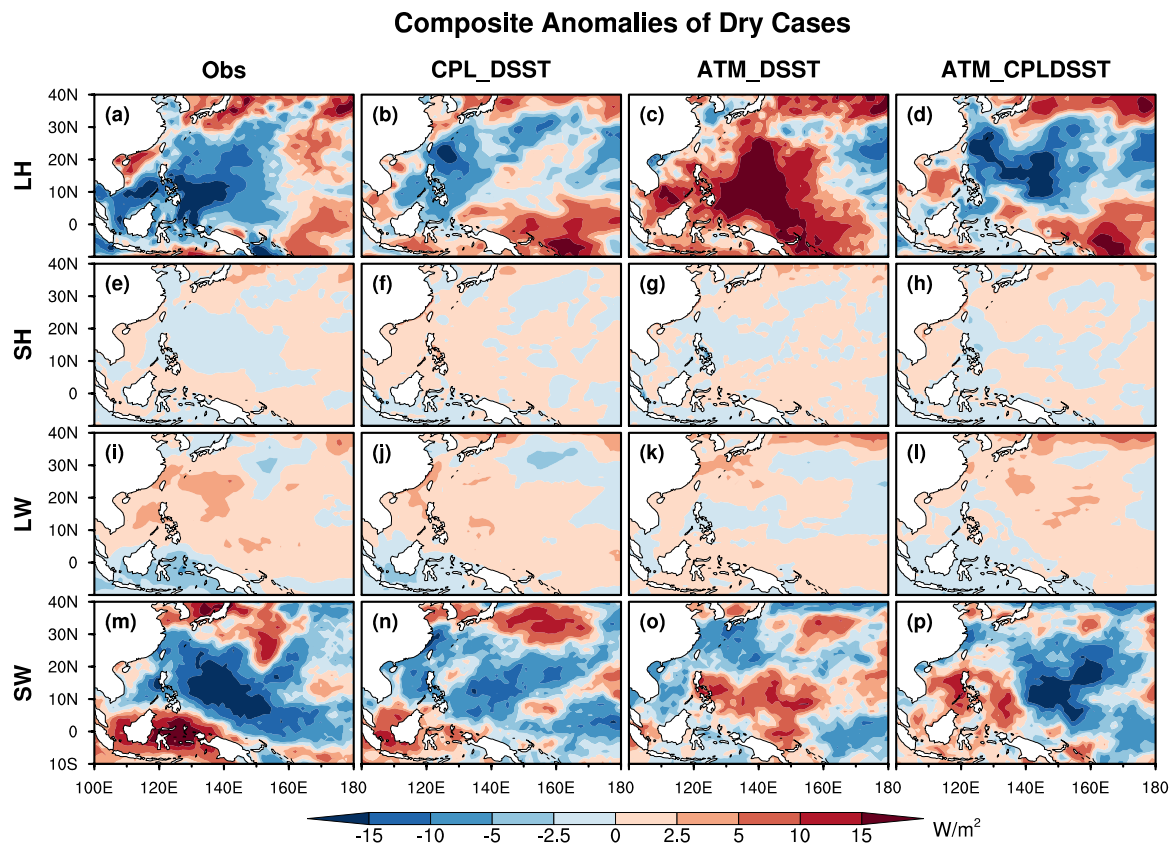 Composite Anomalies of Dry Cases
Obs CPL_DSST ATM_DSST ATM_CPLDSST
LH
40N
30N
20N
10N
0
(a) (b) (c) (d)
SH
40N
30N
20N
10N
0
(e) (f) (g) (h)
LW
40N
30N
20N
10N
0
(i) (j) (k) (l)
SW
40N
30N
20N
10N
0
10S
(m) (n) (o) (p)
100E 120E 140E 160E 180 120E 140E 160E 180 120E 140E 160E 180 120E 140E 160E 180
-15 -10 -5 -2.5 0 2.5 5 10 15 W/m²